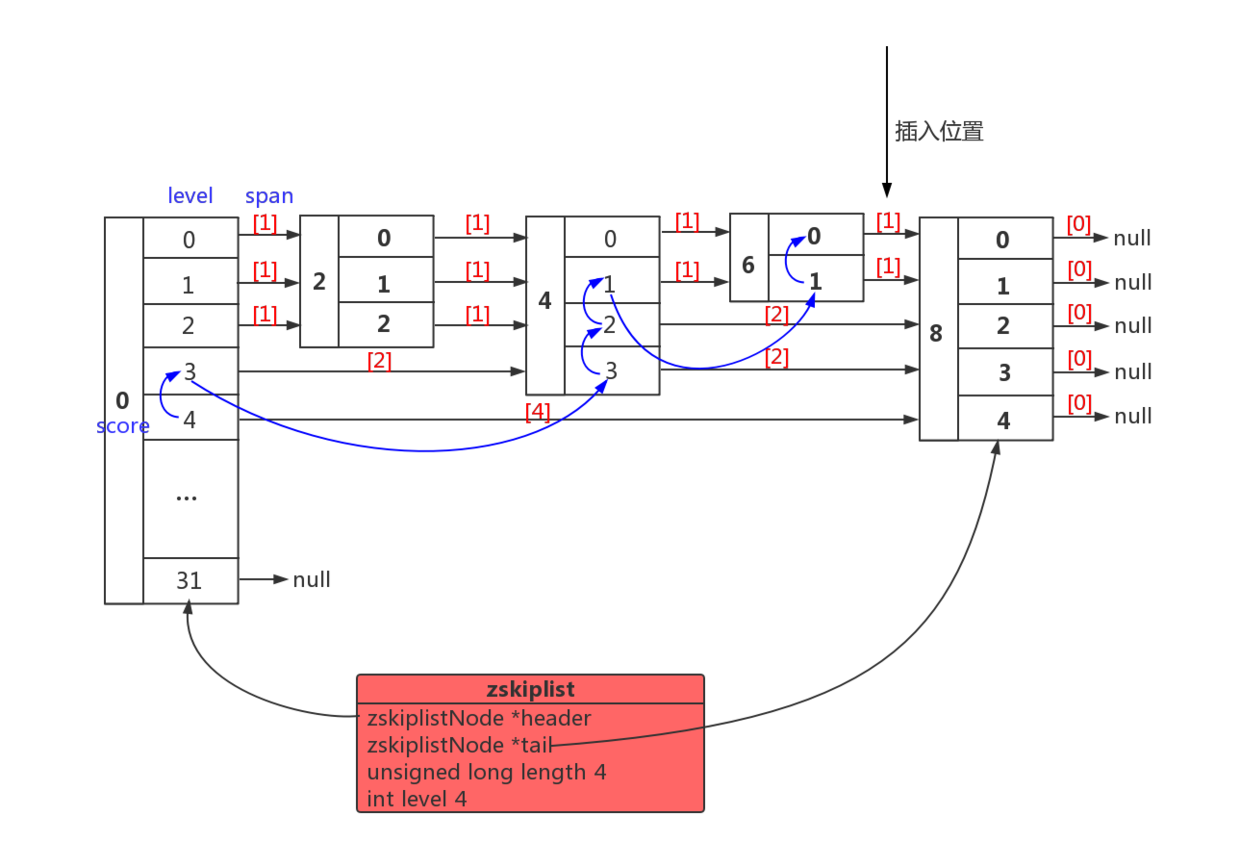 插入位置
level span
0 [1] 0 [1] 0 [1] 0 [1] 0 [0] null
1 [1] 2 1 [1] 1 [1] 6 1 [1] 1 [0] null
2 [1] 2 [1] 4 2 [2] 8 2 [0] null
3 [2] 3 [2] 3 [0] null
0 4 [4] 4 [0] null
score
...
31 null
zskiplist
zskiplistNode *header
zskiplistNode *tail
unsigned long length 4
int level 4